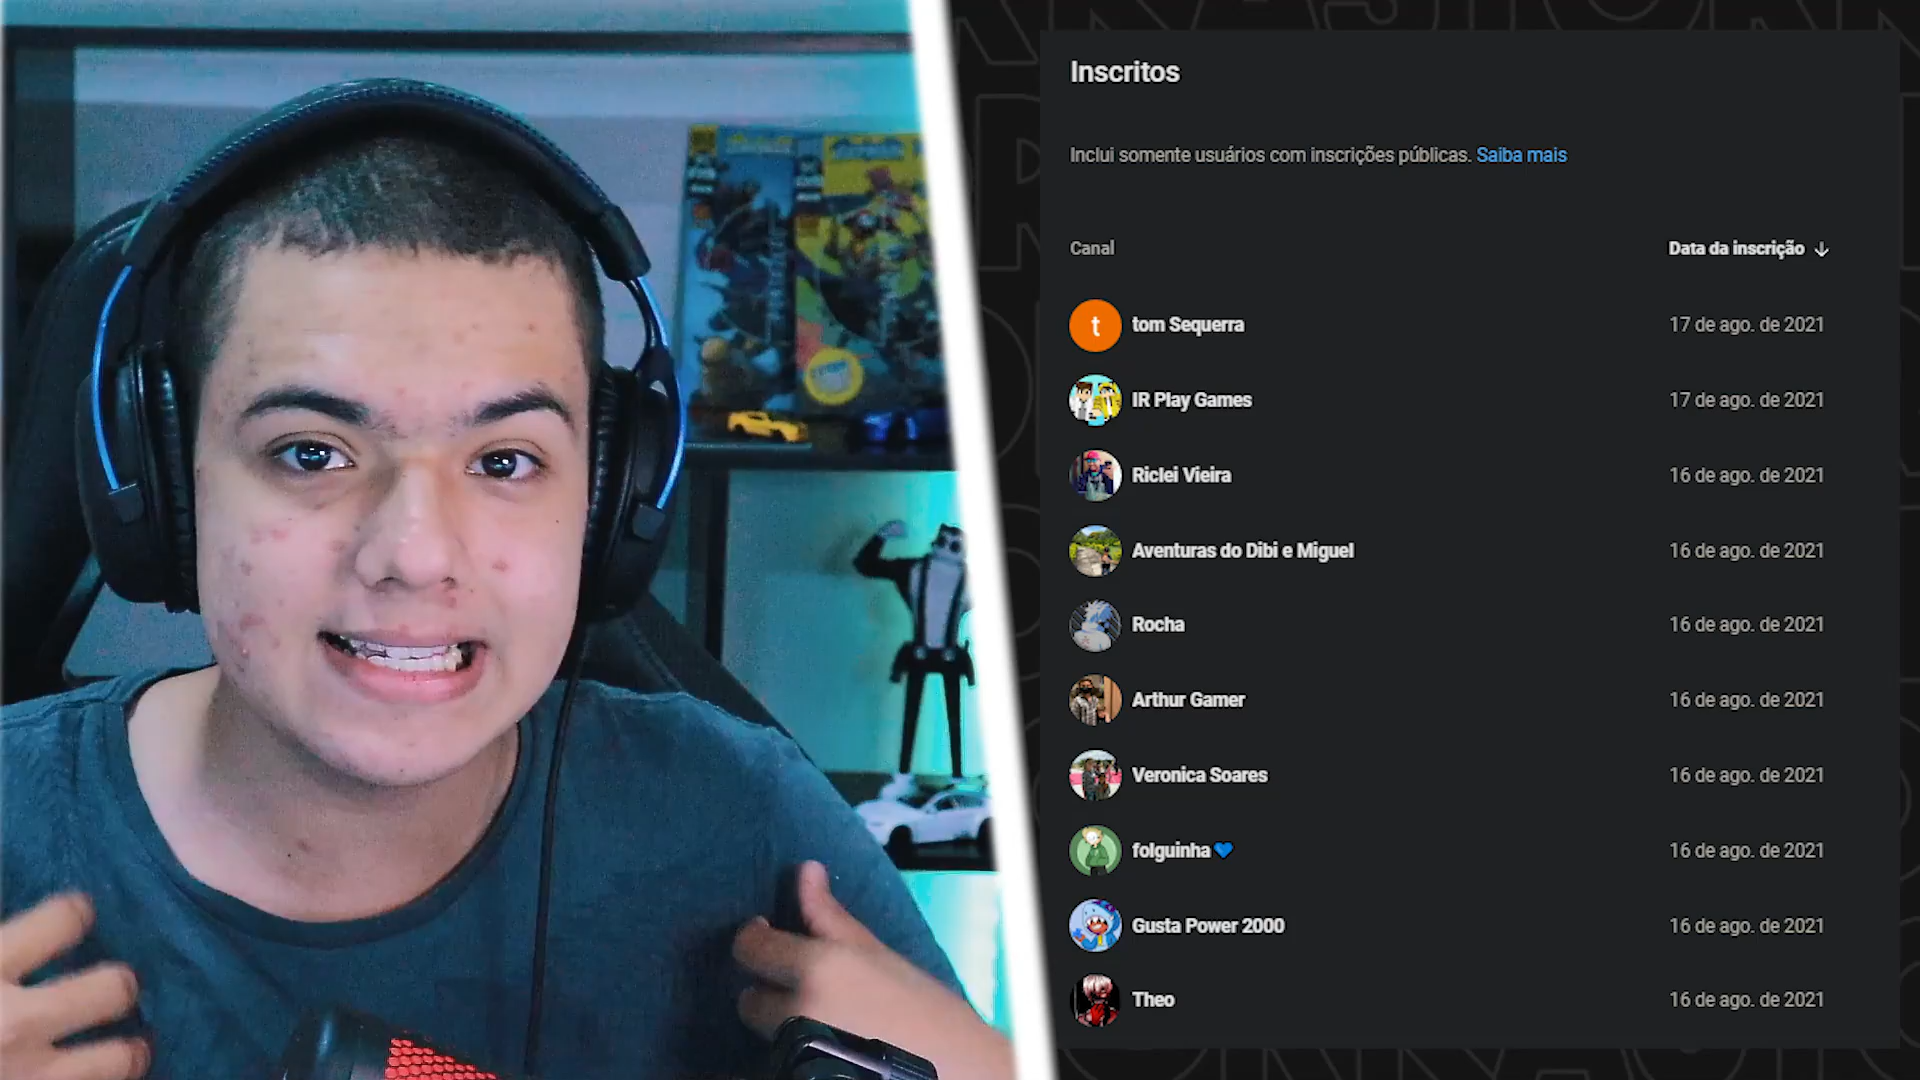 Inscritos
Inclui somente usuários com inscrições públicas. Saiba mais
Canal Data da inscrição
t tom Sequerra 17 de ago. de 2021
IR Play Games 17 de ago. de 2021
Riclei Vieira 16 de ago. de 2021
Aventuras do Dibi e Miguel 16 de ago. de 2021
Rocha 16 de ago. de 2021
Arthur Gamer 16 de ago. de 2021
Veronica Soares 16 de ago. de 2021
folguinha💙 16 de ago. de 2021
Gusta Power 2000 16 de ago. de 2021
Theo 16 de ago. de 2021